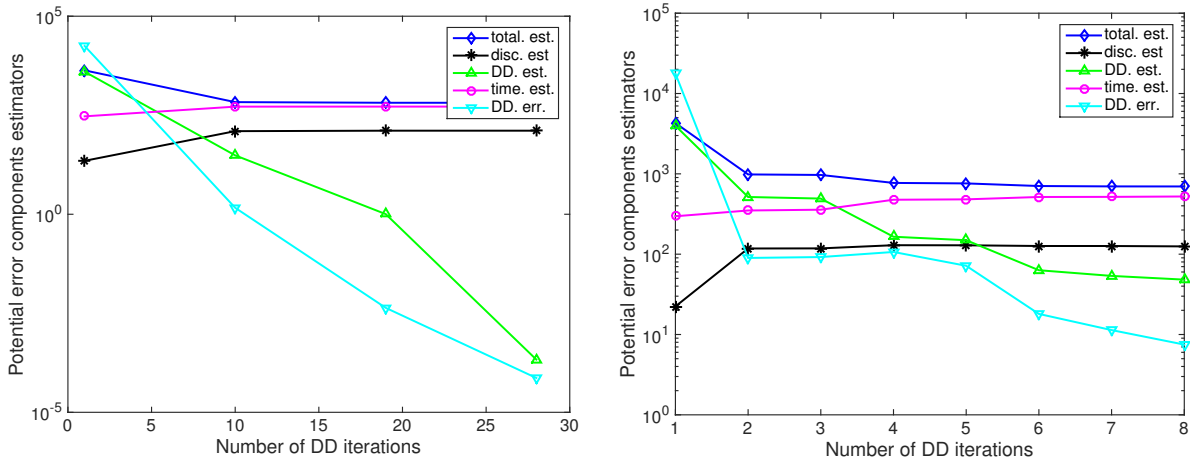 10^5
10^0
10^-5
0
5
10
15
20
25
30
Potential error components estimators
Number of DD iterations
total. est.
disc. est
DD. est.
time. est.
DD. err.
10^5
10^4
10^3
10^2
10^1
10^0
1
2
3
4
5
6
7
8
Potential error components estimators
Number of DD iterations
total. est.
disc. est
DD. est.
time. est.
DD. err.